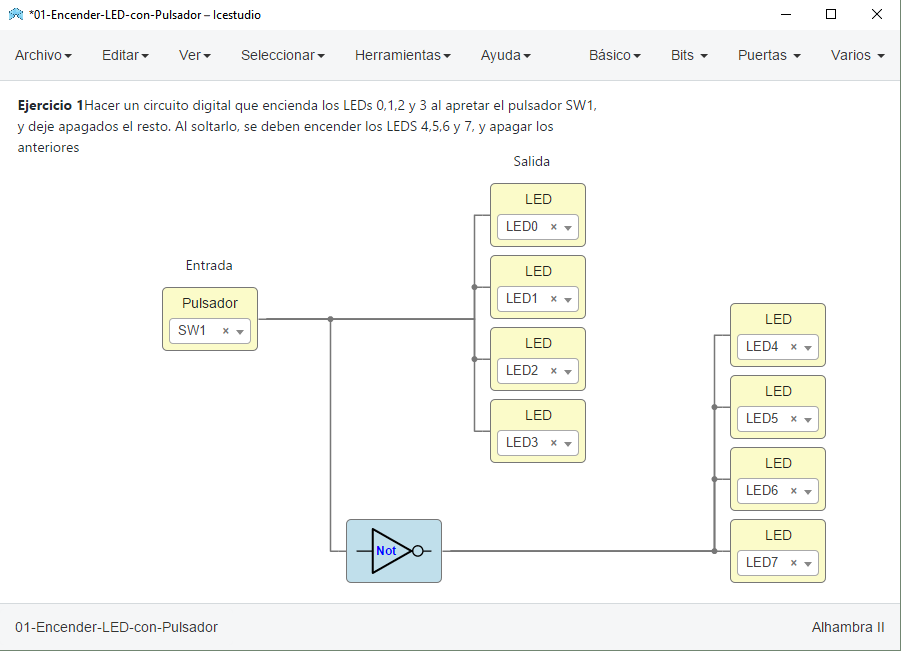 *01-Encender-LED-con-Pulsador – Icestudio
Archivo Editar Ver Seleccionar Herramientas Ayuda Básico Bits Puertas Varios
Ejercicio 1Hacer un circuito digital que encienda los LEDs 0,1,2 y 3 al apretar el pulsador SW1,
y deje apagados el resto. Al soltarlo, se deben encender los LEDS 4,5,6 y 7, y apagar los
anteriores
Salida
LED
LED0 ×
Entrada
LED
LED1 ×
Pulsador
SW1 ×
LED
LED2 ×
LED
LED3 ×
LED
LED4 ×
LED
LED5 ×
LED
LED6 ×
LED
LED7 ×
Not
01-Encender-LED-con-Pulsador
Alhambra II